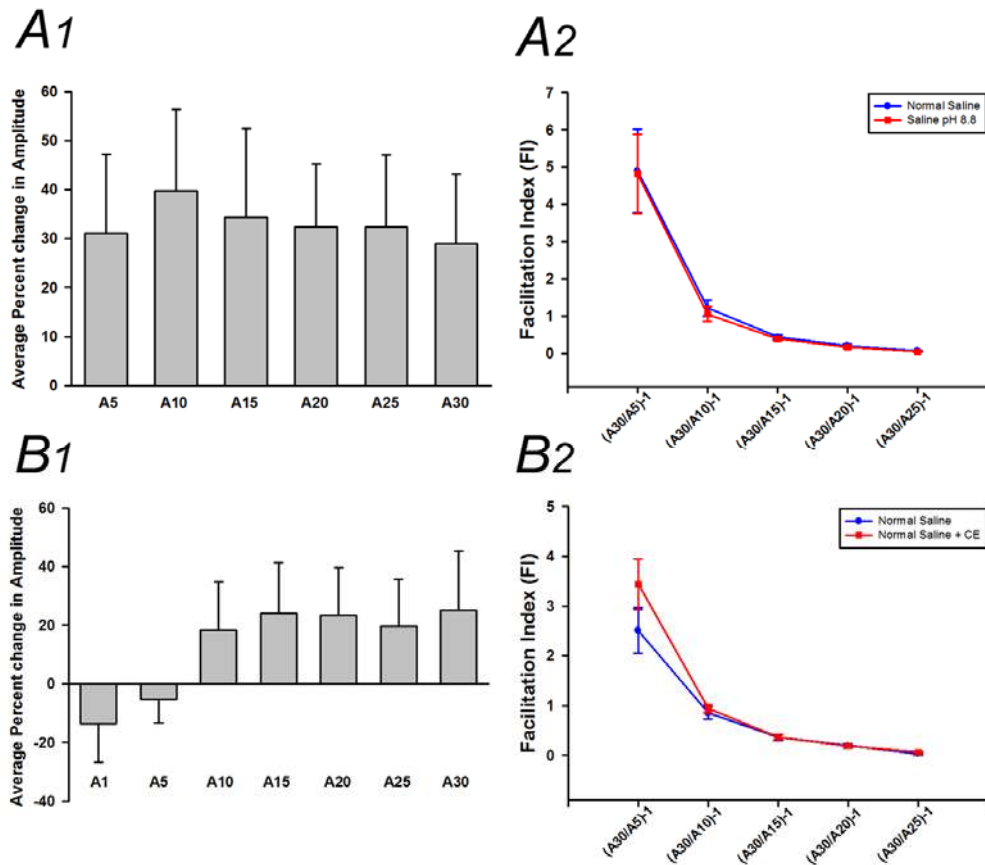 A1
Average Percent change in Amplitude
60
50
40
30
20
10
0
A5 A10 A15 A20 A25 A30
A2
Facilitation Index (FI)
7
6
5
4
3
2
1
0
Normal Saline
Saline pH 8.8
(A30/A5)-1 (A30/A10)-1 (A30/A15)-1 (A30/A20)-1 (A30/A25)-1
B1
Average Percent change in Amplitude
60
40
20
0
-20
-40
A1 A5 A10 A15 A20 A25 A30
B2
Facilitation Index (FI)
5
4
3
2
1
0
Normal Saline
Normal Saline + CE
(A30/A5)-1 (A30/A10)-1 (A30/A15)-1 (A30/A20)-1 (A30/A25)-1